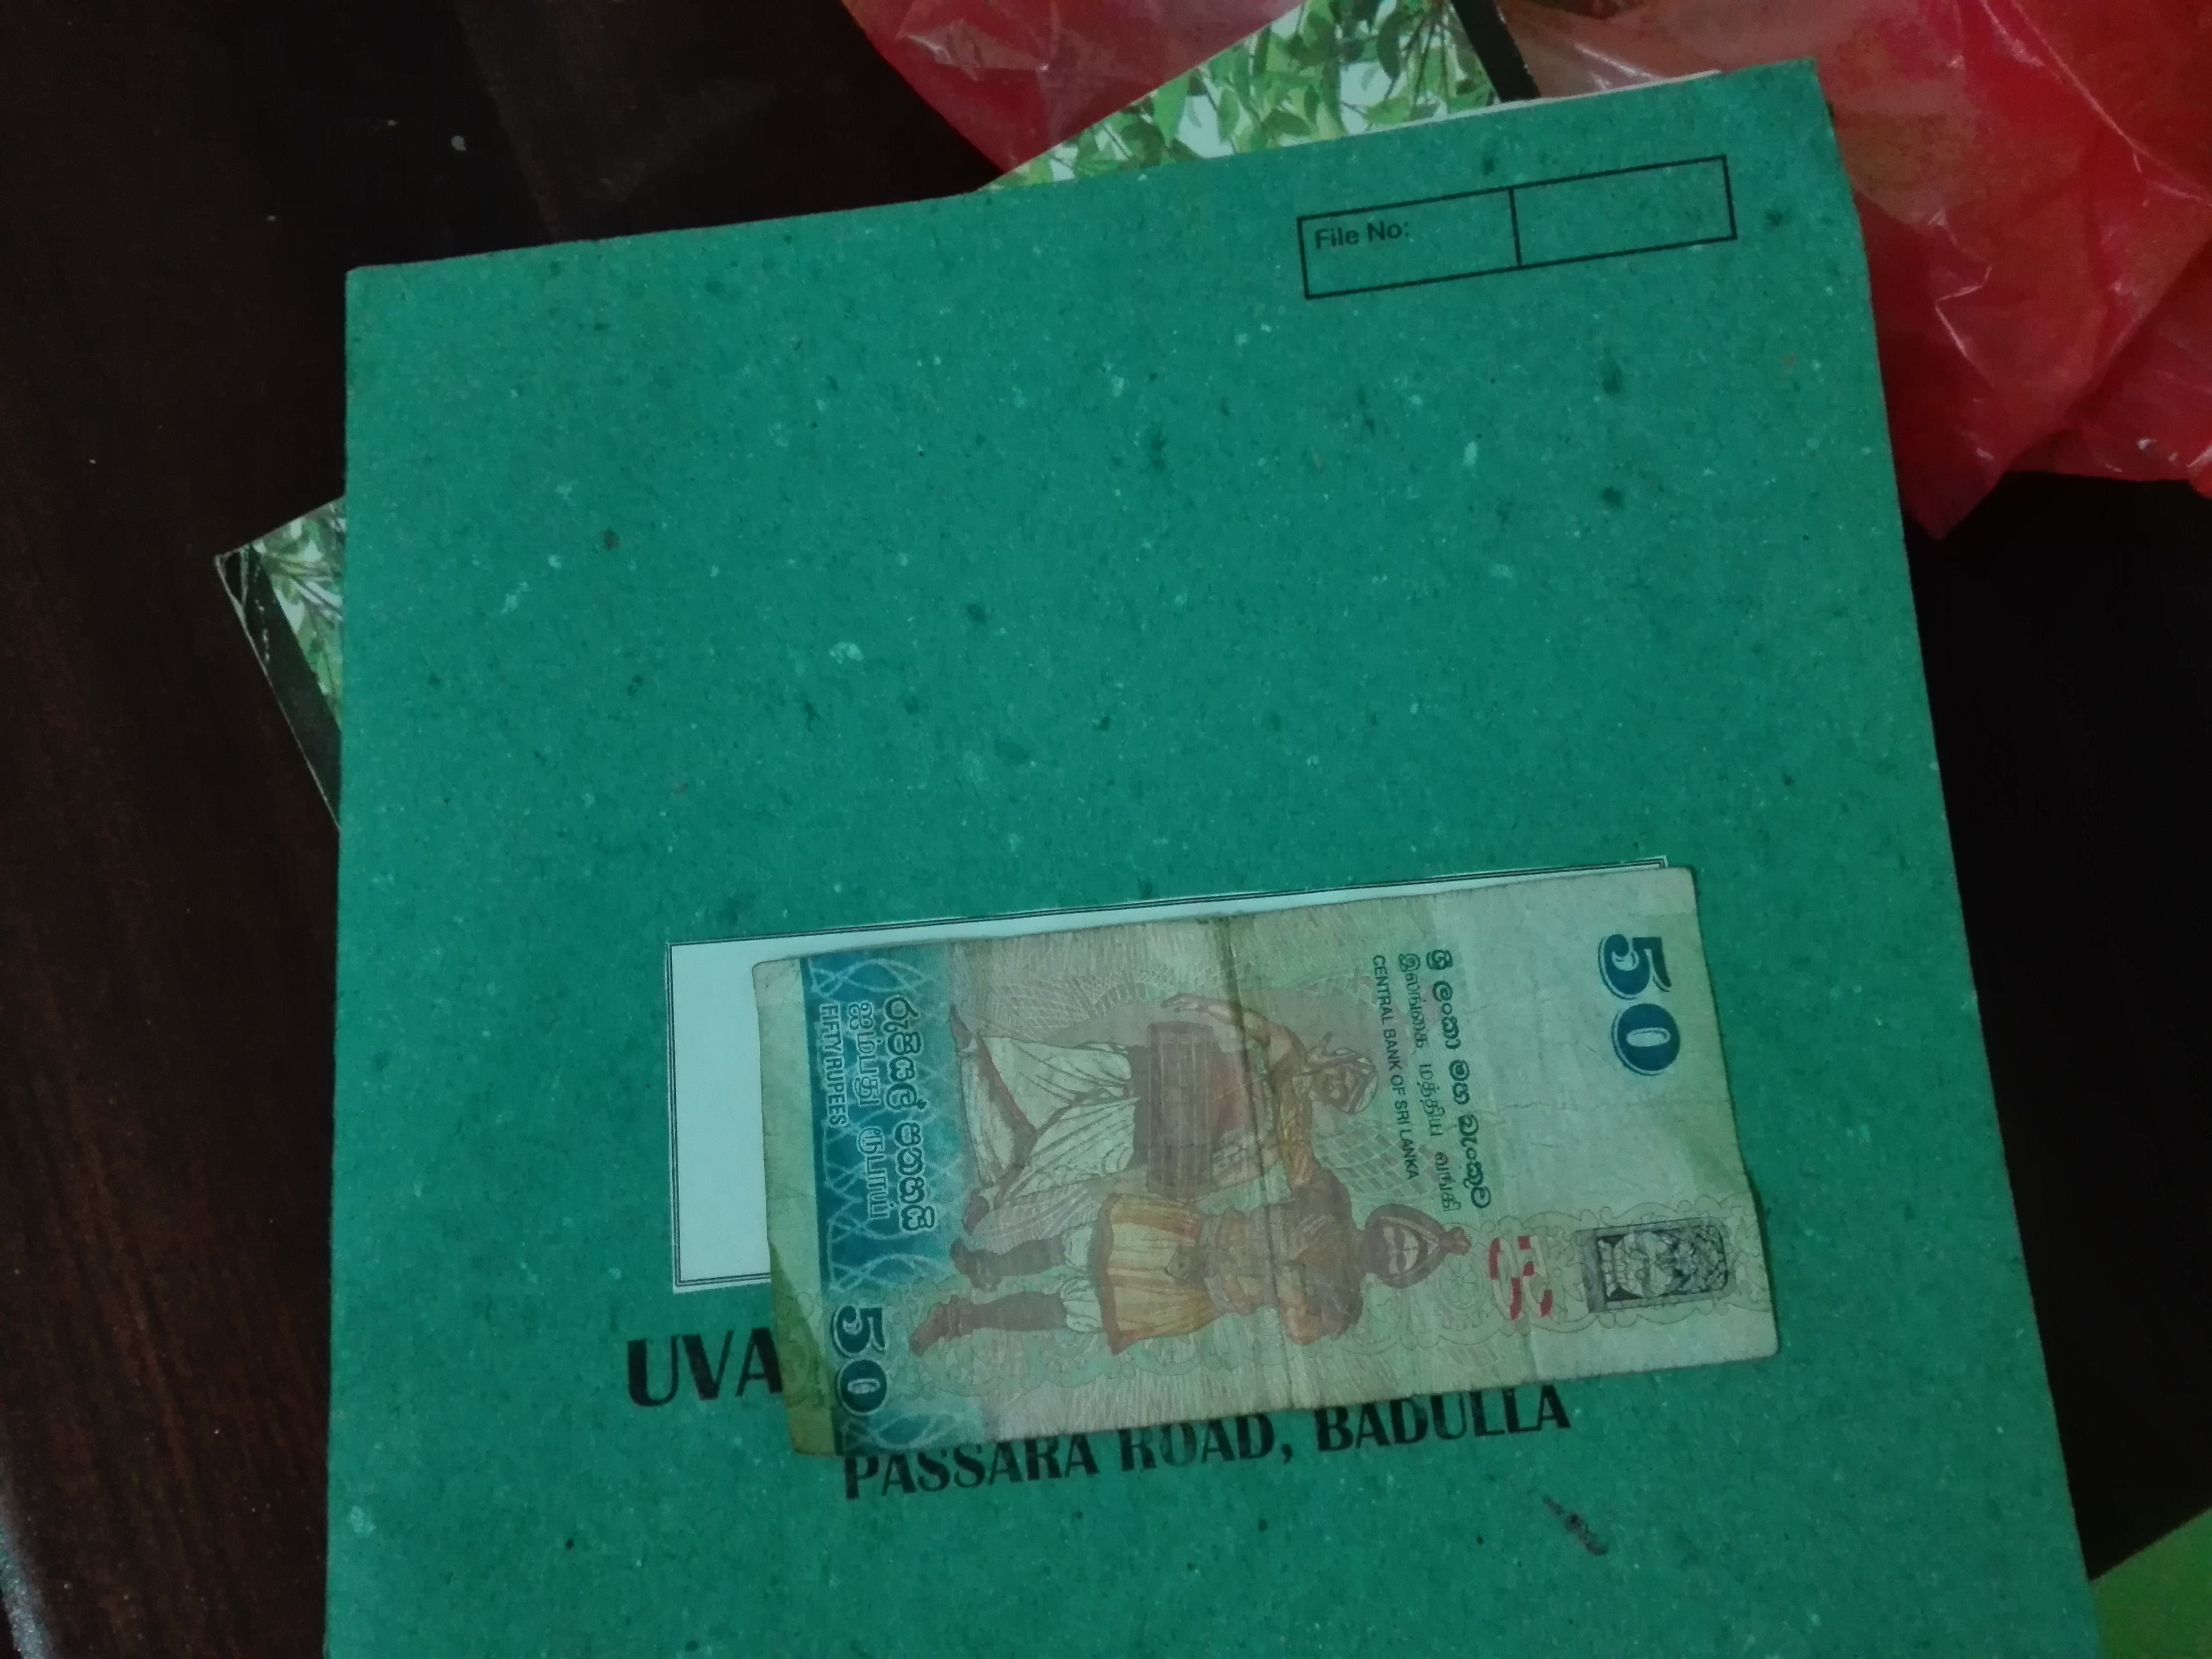 File No:
50
ශ්‍රී ලංකා මහ බැංකුව
இலங்கை மத்திய வங்கி
CENTRAL BANK OF SRI LANKA
රුපියල් පනහයි
ஐம்பது ரூபாய்
FIFTY RUPEES
50
UVA
PASSARA ROAD, BADULLA